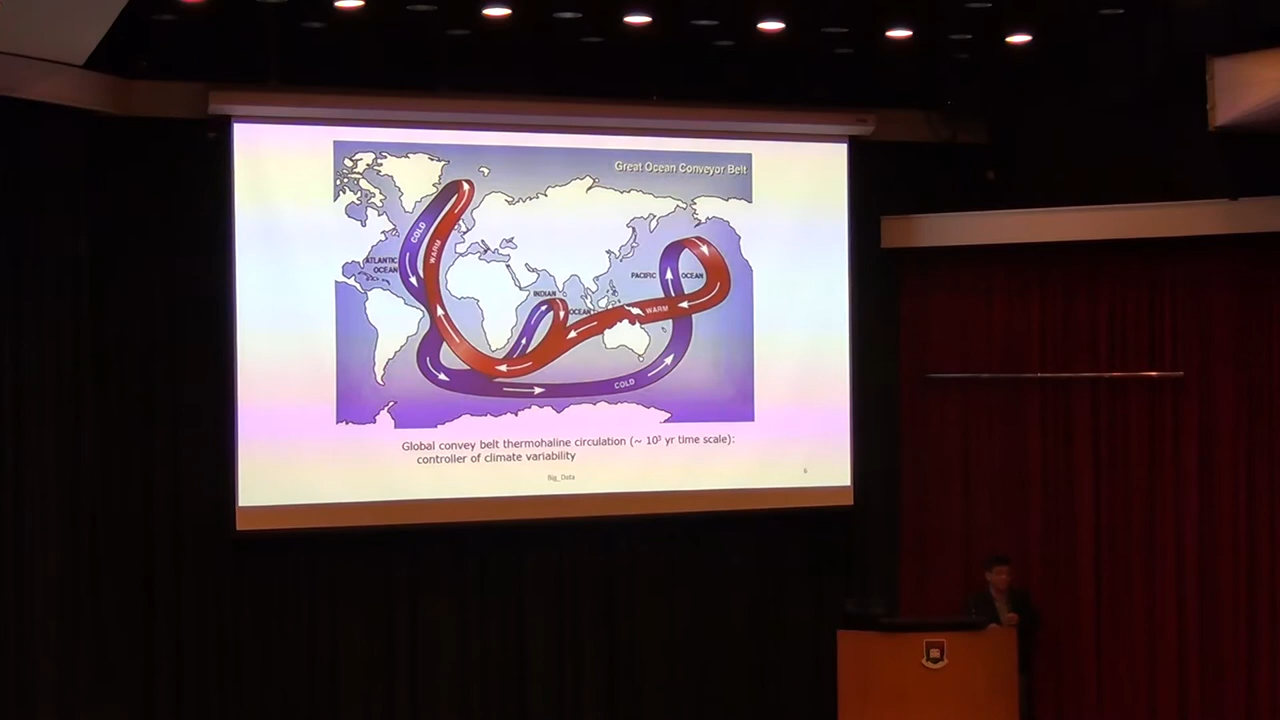 Great Ocean Conveyor Belt
COLD
WARM
ATLANTIC
OCEAN
PACIFIC OCEAN
INDIAN
OCEAN
WARM
COLD
Global convey belt thermohaline circulation (~ 10³ yr time scale):
controller of climate variability
Big_Data
6